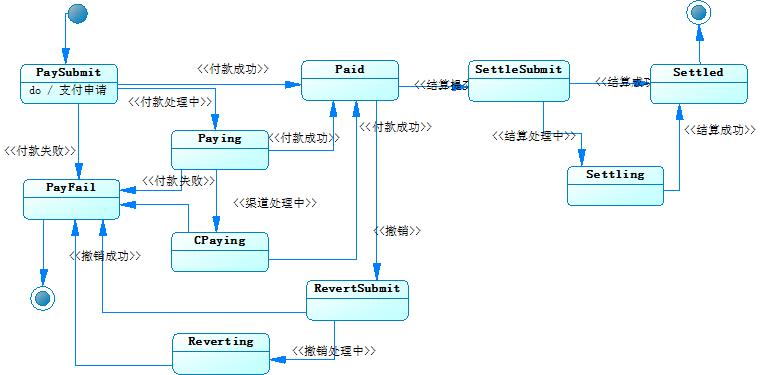 PaySubmit
do / 支付申请
<<付款成功>>
Paid
<<结算提
SettleSubmit
<<结算成功
Settled
<<付款处理中>>
<<付款失败>>
Paying
<<付款成功>>
<<付款成功>>
<<结算处理中>>
<<结算成功>>
Settling
PayFail
<<付款失败>>
<<渠道处理中>>
CPaying
<<撤销>>
<<撤销成功>>
RevertSubmit
Reverting
<<撤销处理中>>